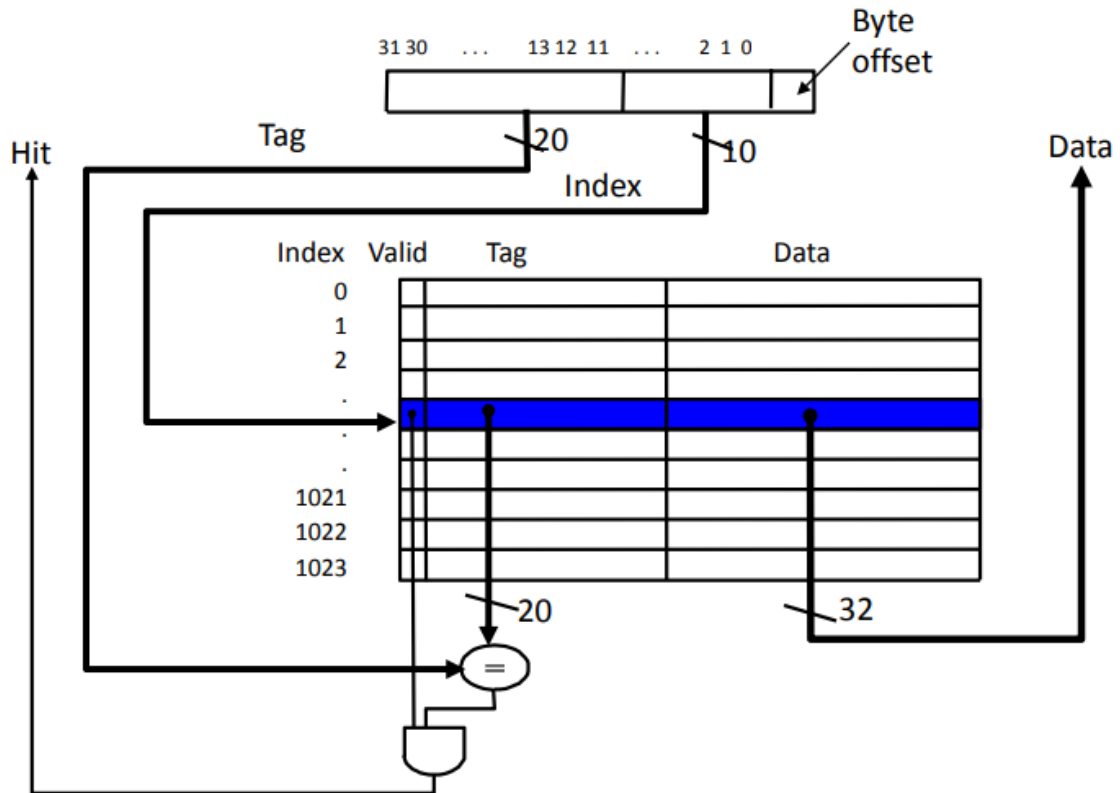 31 30 ... 13 12 11 ... 2 1 0
Byte
offset
Tag
20
10
Hit
Data
Index
Index Valid Tag Data
0
1
2
.
.
.
1021
1022
1023
20
32
=